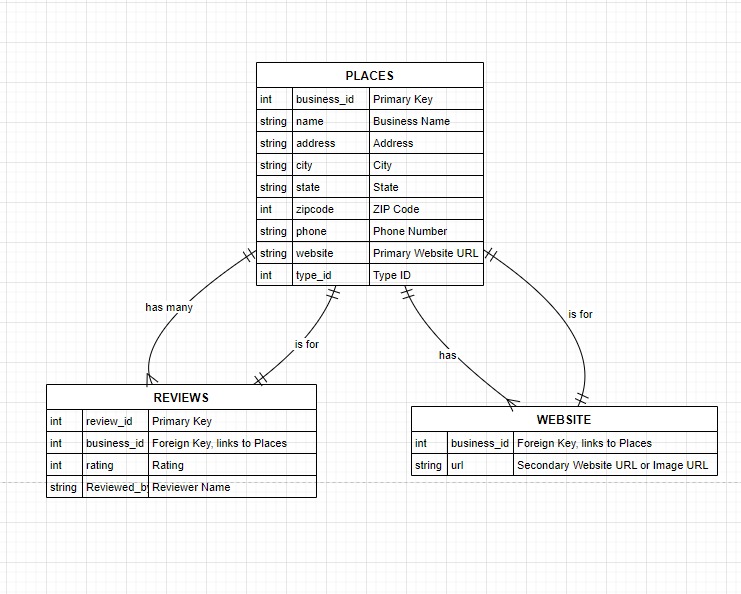 PLACES
int business_id Primary Key
string name Business Name
string address Address
string city City
string state State
int zipcode ZIP Code
string phone Phone Number
string website Primary Website URL
int type_id Type ID
has many
is for
has
is for
REVIEWS
int review_id Primary Key
int business_id Foreign Key, links to Places
int rating Rating
string Reviewed_by Reviewer Name
WEBSITE
int business_id Foreign Key, links to Places
string url Secondary Website URL or Image URL